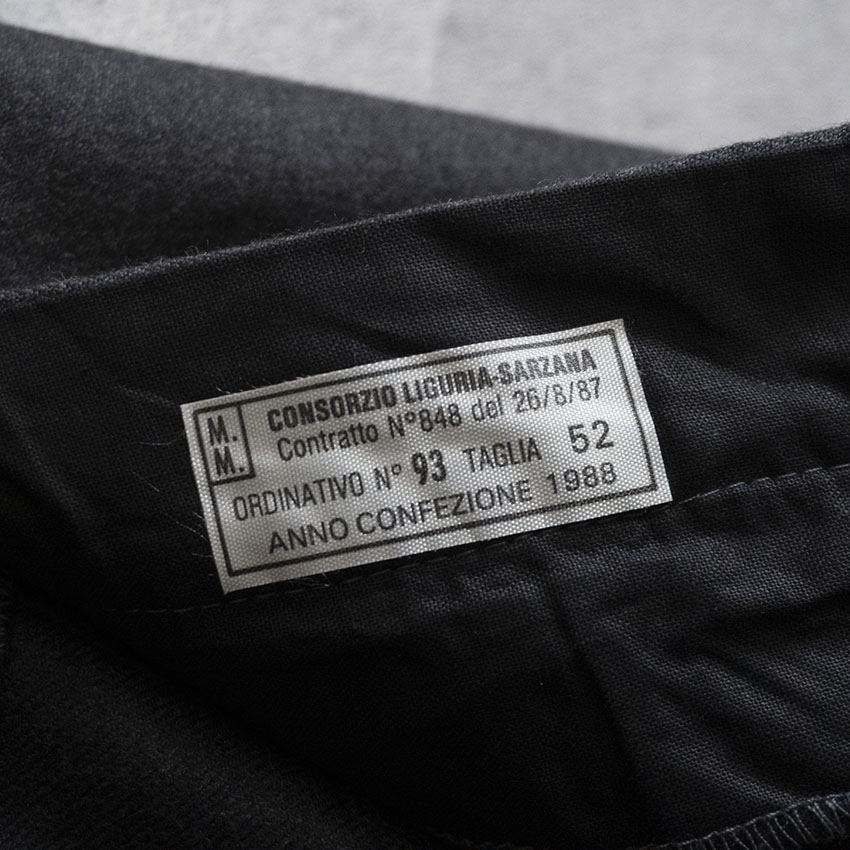 M.
M.
CONSORZIO LIGURIA-SARZANA
Contratto N° 848 del 26/8/87
ORDINATIVO N° 93 TAGLIA 52
ANNO CONFEZIONE 1988